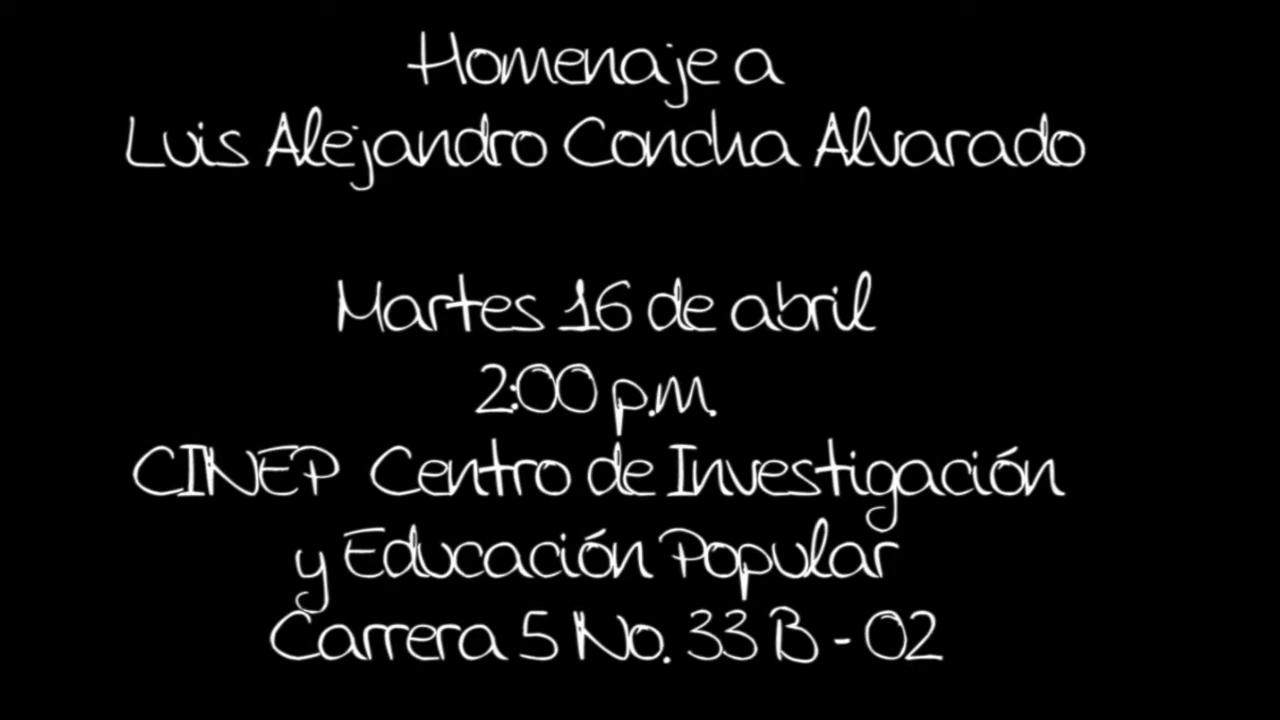 Homenaje a
Luis Alejandro Concha Alvarado
Martes 16 de abril
2:00 p.m.
CINEP Centro de Investigación
y Educación Popular
Carrera 5 No. 33 B - 02